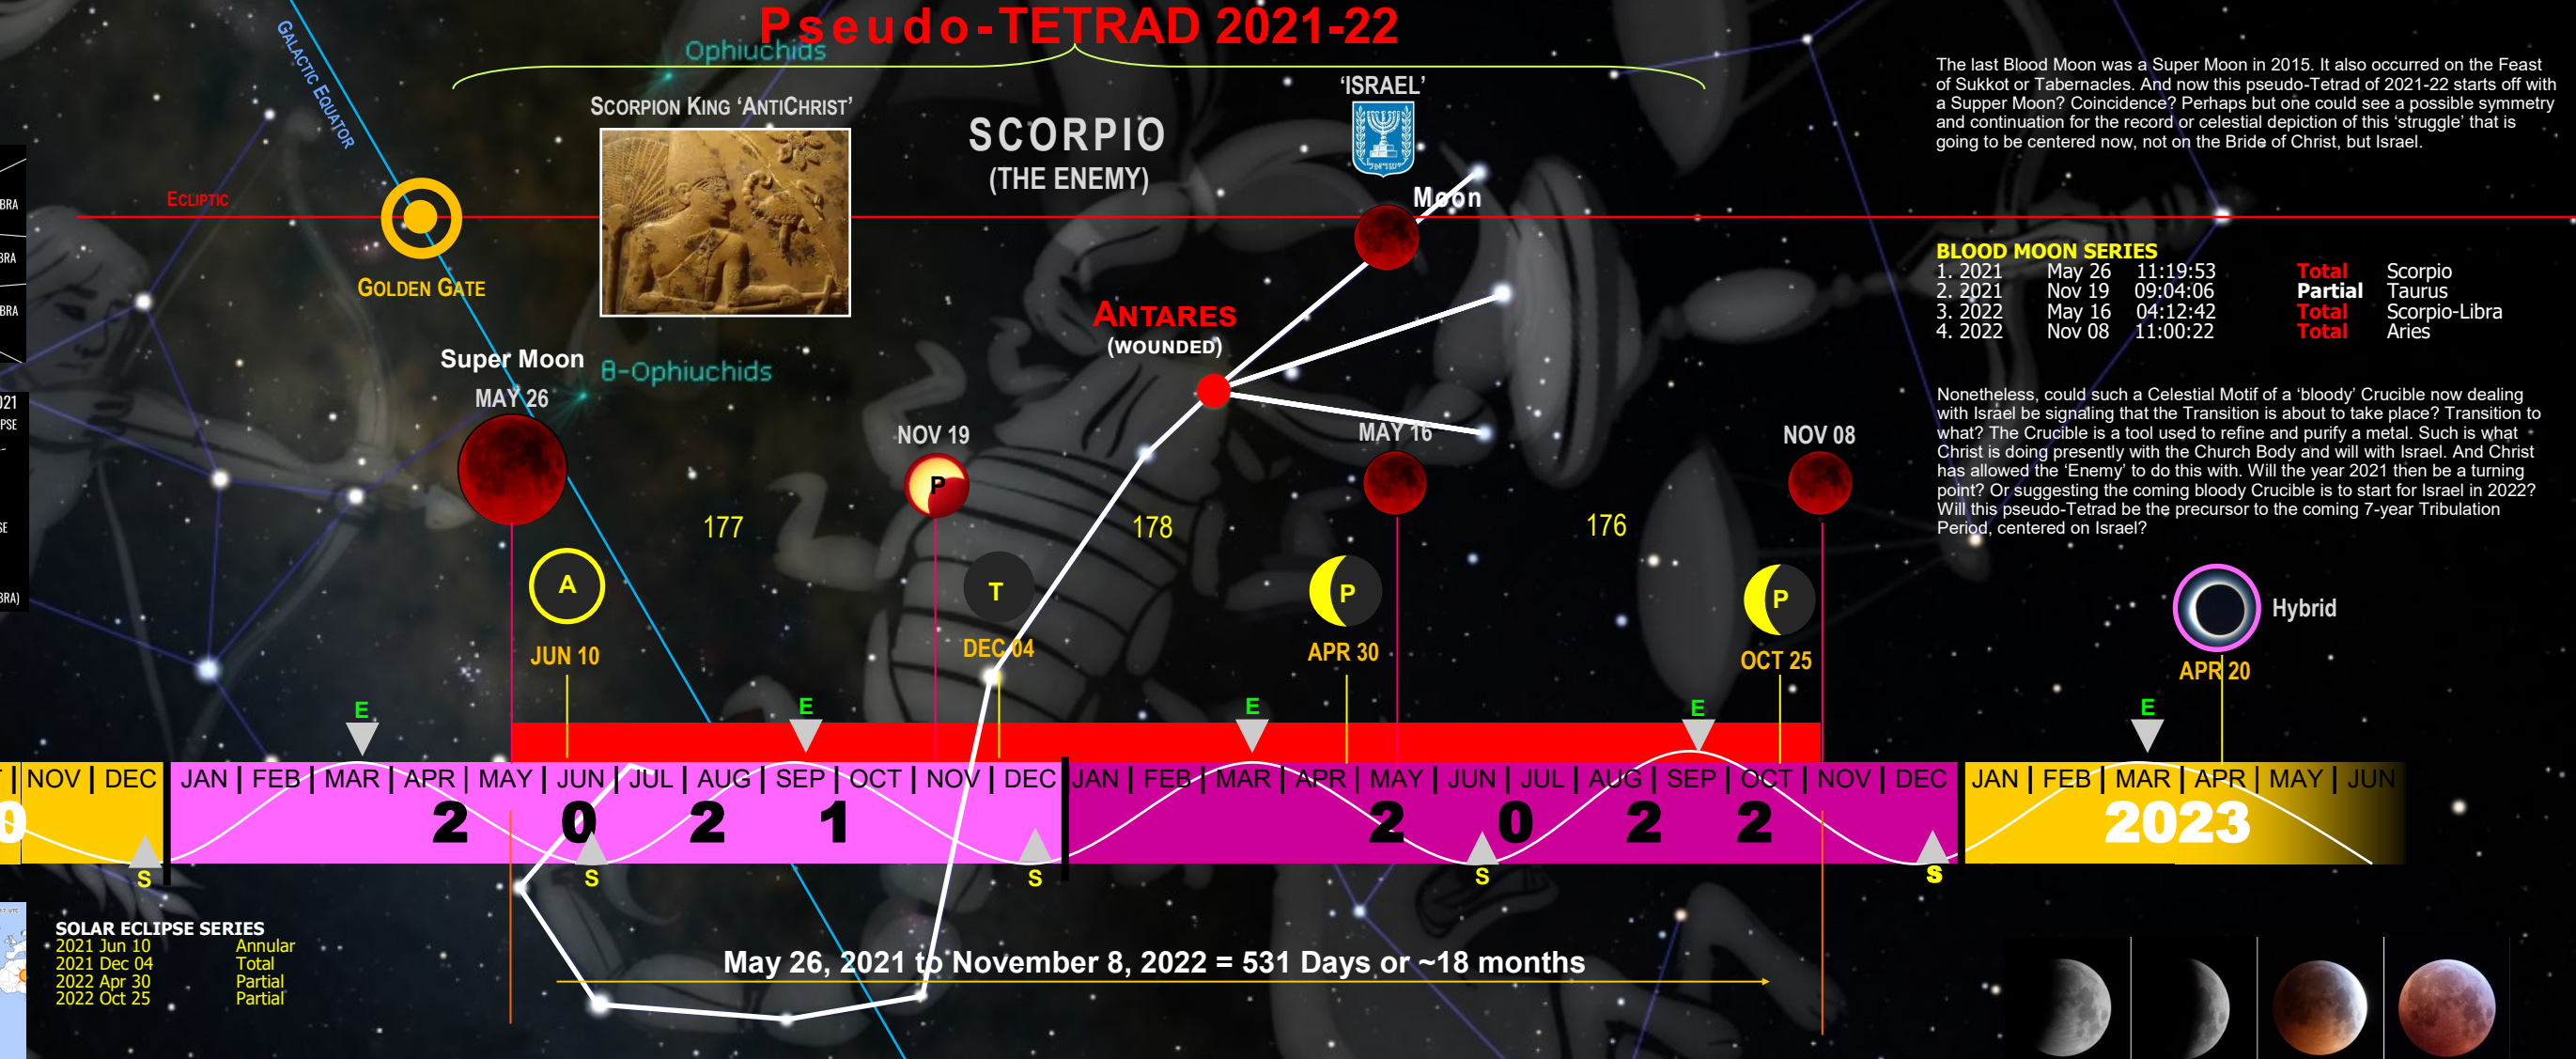 Pseudo-TETRAD 2021-22
GALACTIC EQUATOR
Ophiuchids
SCORPION KING ‘ANTICHRIST’
SCORPIO
(THE ENEMY)
‘ISRAEL’
Moon
The last Blood Moon was a Super Moon in 2015. It also occurred on the Feast
of Sukkot or Tabernacles. And now this pseudo-Tetrad of 2021-22 starts off with
a Supper Moon? Coincidence? Perhaps but one could see a possible symmetry
and continuation for the record or celestial depiction of this ‘struggle’ that is
going to be centered now, not on the Bride of Christ, but Israel.
ECLIPTIC
GOLDEN GATE
BLOOD MOON SERIES
1. 2021 May 26 11:19:53 Total Scorpio
2. 2021 Nov 19 09:04:06 Partial Taurus
3. 2022 May 16 04:12:42 Total Scorpio-Libra
4. 2022 Nov 08 11:00:22 Total Aries
ANTARES
(WOUNDED)
Super Moon
MAY 26
θ-Ophiuchids
NOV 19
P
MAY 16
NOV 08
Nonetheless, could such a Celestial Motif of a ‘bloody’ Crucible now dealing
with Israel be signaling that the Transition is about to take place? Transition to
what? The Crucible is a tool used to refine and purify a metal. Such is what
Christ is doing presently with the Church Body and will with Israel. And Christ
has allowed the ‘Enemy’ to do this with. Will the year 2021 then be a turning
point? Or suggesting the coming bloody Crucible is to start for Israel in 2022?
Will this pseudo-Tetrad be the precursor to the coming 7-year Tribulation
Period, centered on Israel?
177
178
176
A
JUN 10
T
DEC 04
P
APR 30
P
OCT 25
Hybrid
APR 20
E
E
E
E
E
NOV | DEC
JAN | FEB | MAR | APR | MAY | JUN | JUL | AUG | SEP | OCT | NOV | DEC
JAN | FEB | MAR | APR | MAY | JUN | JUL | AUG | SEP | OCT | NOV | DEC
JAN | FEB | MAR | APR | MAY | JUN
0
2 0 2 1
2 0 2 2
2023
S
S
S
S
S
SOLAR ECLIPSE SERIES
2021 Jun 10 Annular
2021 Dec 04 Total
2022 Apr 30 Partial
2022 Oct 25 Partial
May 26, 2021 to November 8, 2022 = 531 Days or ~18 months
BRA
BRA
BRA
021
PSE
SE
BRA)